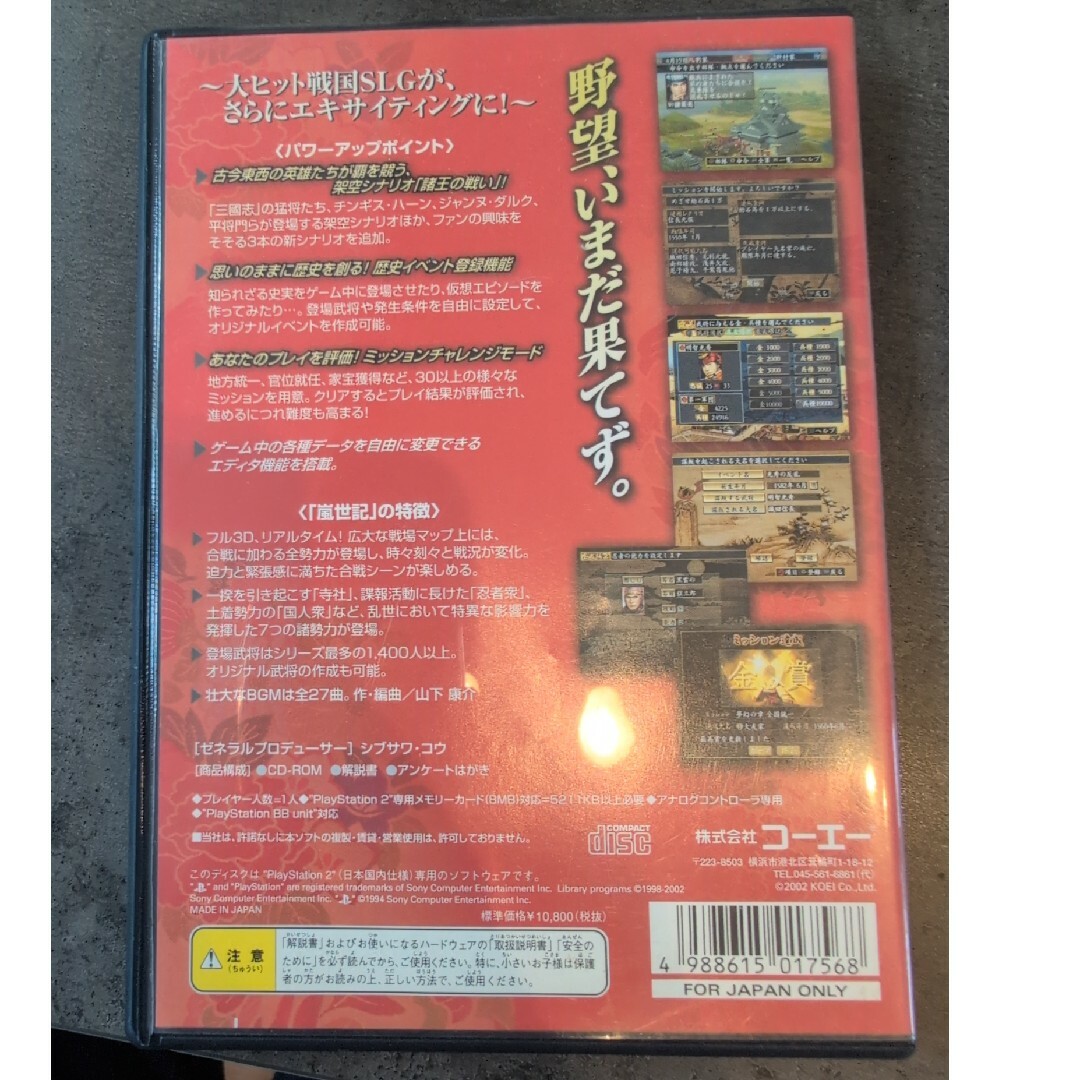 ～大ヒット戦国SLGが、
さらにエキサイティングに！～
〈パワーアップポイント〉
古今東西の英雄たちが覇を競う、
架空シナリオ「諸王の戦い」！
「三國志」の猛将たち、チンギス・ハーン、ジャンヌ・ダルク、
平将門らが登場する架空シナリオほか、ファンの興味を
そそる3本の新シナリオを追加。
思いのままに歴史を創る！歴史イベント登録機能
知られざる史実をゲーム中に登場させたり、仮想エピソードを
作ってみたり…。登場武将や発生条件を自由に設定して、
オリジナルイベントを作成可能。
あなたのプレイを評価！ミッションチャレンジモード
地方統一、官位就任、家宝獲得など、30以上の様々な
ミッションを用意。クリアするとプレイ結果が評価され、
進めるにつれ難度も高まる！
ゲーム中の各種データを自由に変更できる
エディタ機能を搭載。
〈「嵐世記」の特徴〉
フル3D、リアルタイム！広大な戦場マップ上には、
合戦に加わる全勢力が登場し、時々刻々と戦況が変化。
迫力と緊張感に満ちた合戦シーンが楽しめる。
一揆を引き起こす「寺社」、諜報活動に長けた「忍者衆」、
土着勢力の「国人衆」など、乱世において特異な影響力を
発揮した7つの諸勢力が登場。
登場武将はシリーズ最多の1,400人以上。
オリジナル武将の作成も可能。
壮大なBGMは全27曲。作・編曲／山下 康介
野望、いまだ果てず。
ミッション達成
金賞
[ゼネラルプロデューサー] シブサワ・コウ
[商品構成] ●CD-ROM ●解説書 ●アンケートはがき
◆プレイヤー人数=1人◆"PlayStation 2"専用メモリーカード(8MB)対応=5211KB以上必要◆アナログコントローラ専用
◆"PlayStation BB unit"対応
■当社は、許諾なしに本ソフトの複製・賃貸・営業使用は、許可しておりません。
COMPACT
disc
株式会社コーエー
〒223-8503 横浜市港北区箕輪町1-16-12
TEL.045-561-6861(代)
©2002 KOEI Co.,Ltd.
このディスクは "PlayStation 2"(日本国内仕様)専用のソフトウェアです。
" " and "PlayStation" are registered trademarks of Sony Computer Entertainment Inc. Library programs ©1998-2002
Sony Computer Entertainment Inc. " " ©1994 Sony Computer Entertainment Inc.
MADE IN JAPAN
標準価格￥10,800(税抜)
注意
(ちゅうい)
「解説書」およびお使いになるハードウェアの「取扱説明書」「安全の
ために」を必ず読んでから、ご使用ください。特に、小さいお子様は保護
者の方がお読みの上、正しい方法で、ご使用ください。
4 988615 017568
FOR JAPAN ONLY